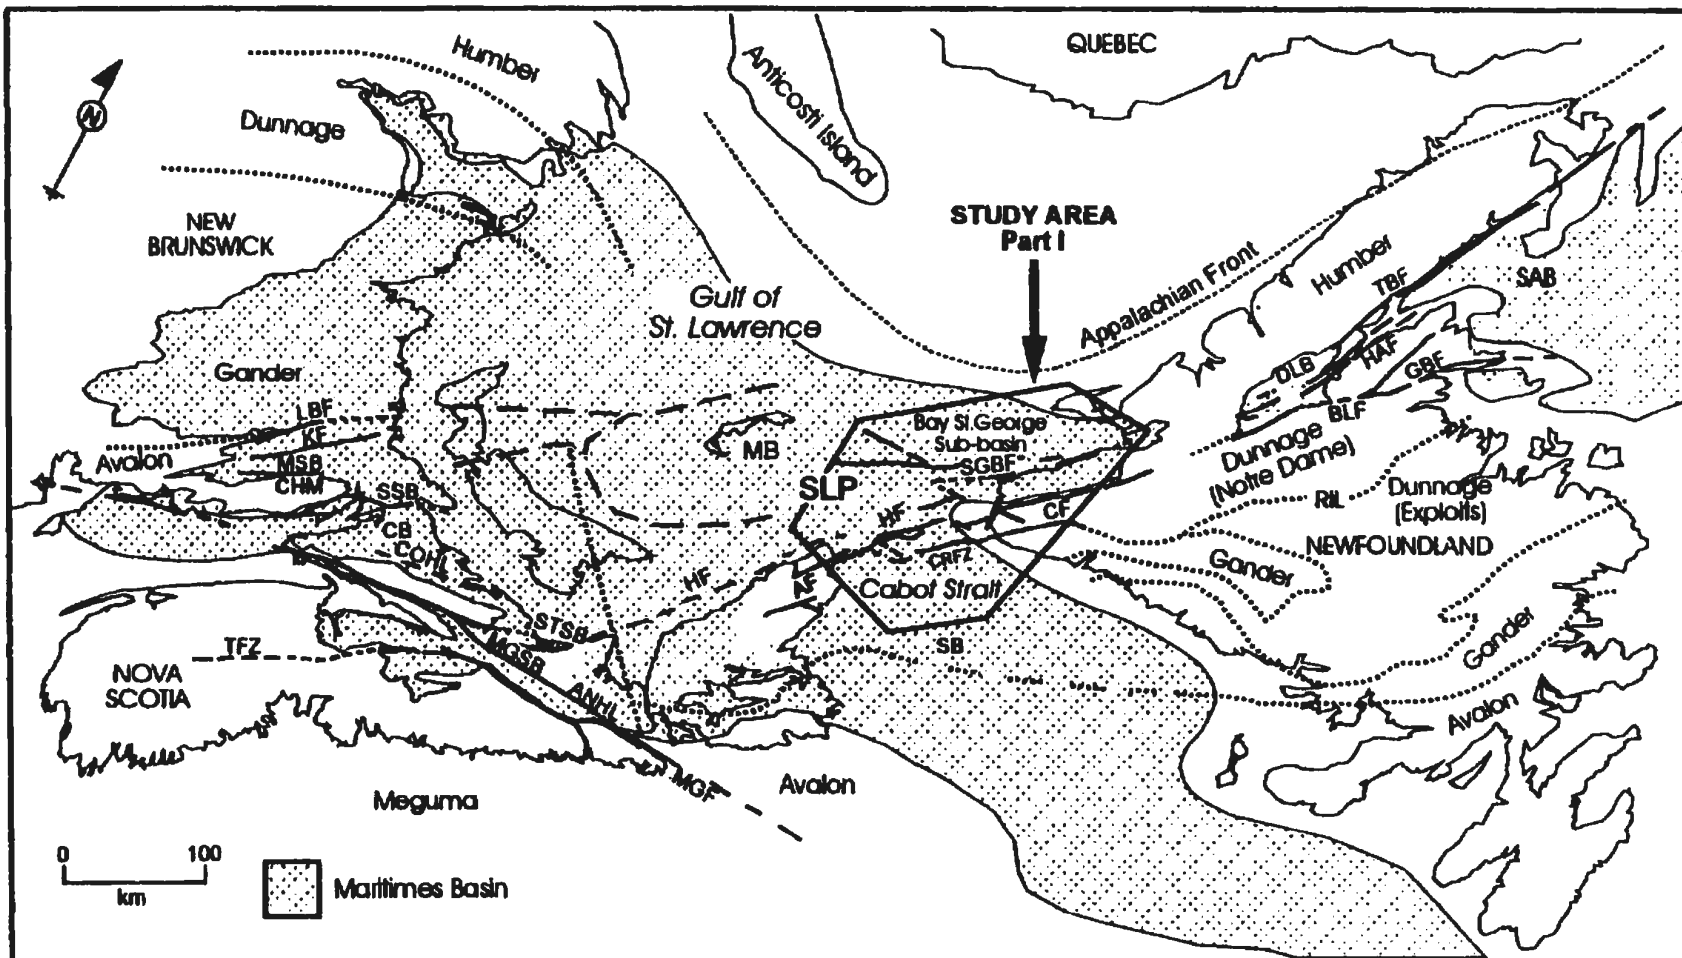 Humber
QUEBEC
Anticosti Island
N
Dunnage
NEW
BRUNSWICK
STUDY AREA
Part I
Appalachian Front
Humber
TBF
SAB
Gulf of
St. Lawrence
Gander
DLB
HAF
GBF
LBF
KF
Bay St. George
Sub-basin
BLF
Avalon
MSB
CHM
MB
SGBF
Dunnage
(Notre Dame)
SSB
SLP
RIL
Dunnage
(Exploits)
CB
HF
CF
COHL
CRFZ
NEWFOUNDLAND
HF
Cabot Strait
Gander
STSB
SB
Gander
TFZ
MGSB
NOVA
SCOTIA
ANHL
Avalon
MGF
Avalon
Meguma
0 100
km
Maritimes Basin